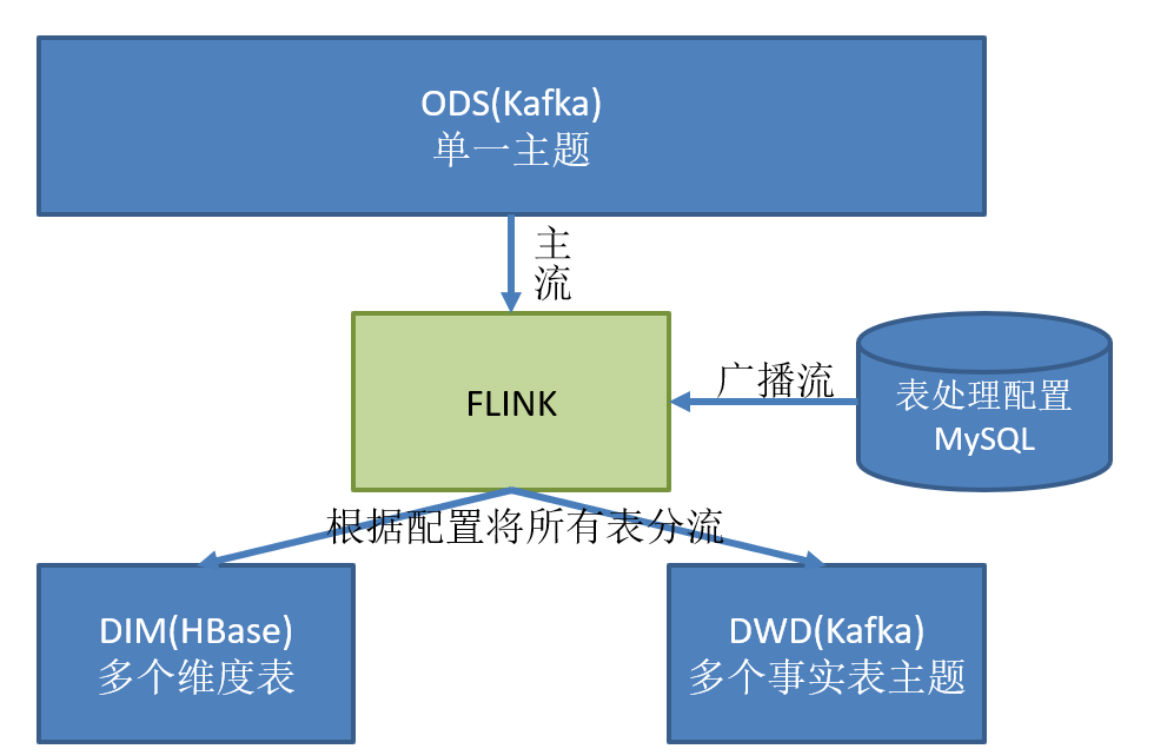 ODS(Kafka)
单一主题
主
流
FLINK
广播流
表处理配置
MySQL
根据配置将所有表分流
DIM(HBase)
多个维度表
DWD(Kafka)
多个事实表主题